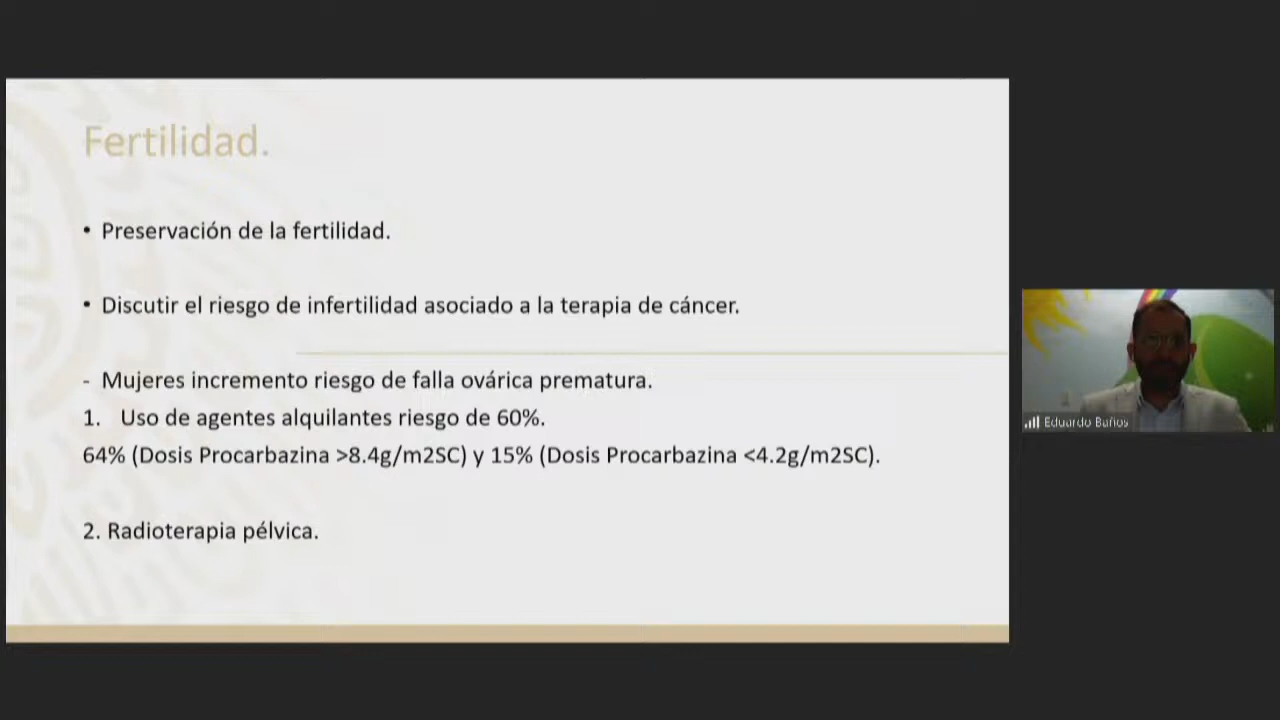 Fertilidad.
• Preservación de la fertilidad.
• Discutir el riesgo de infertilidad asociado a la terapia de cáncer.
- Mujeres incremento riesgo de falla ovárica prematura.
1. Uso de agentes alquilantes riesgo de 60%.
64% (Dosis Procarbazina >8.4g/m2SC) y 15% (Dosis Procarbazina <4.2g/m2SC).
2. Radioterapia pélvica.
Eduardo Baños